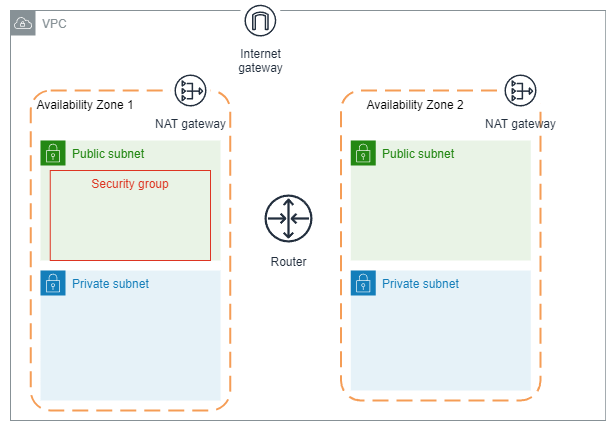 VPC
Internet
gateway
Availability Zone 1
NAT gateway
Public subnet
Security group
Private subnet
Router
Availability Zone 2
NAT gateway
Public subnet
Private subnet